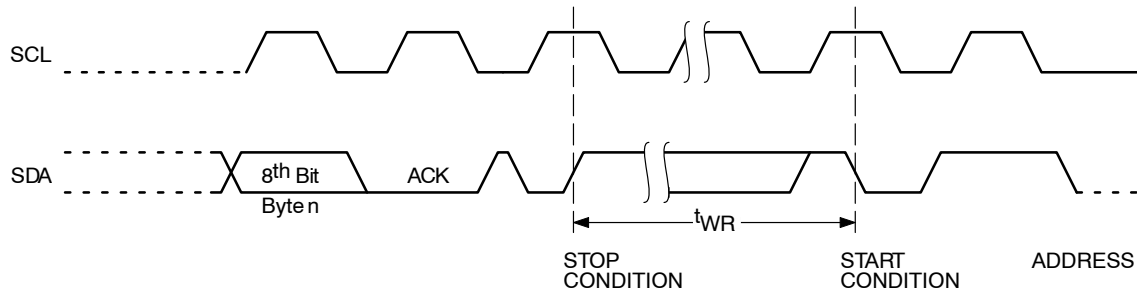 SCL
SDA
8th Bit
Byte n
ACK
tWR
STOP
CONDITION
START
CONDITION
ADDRESS